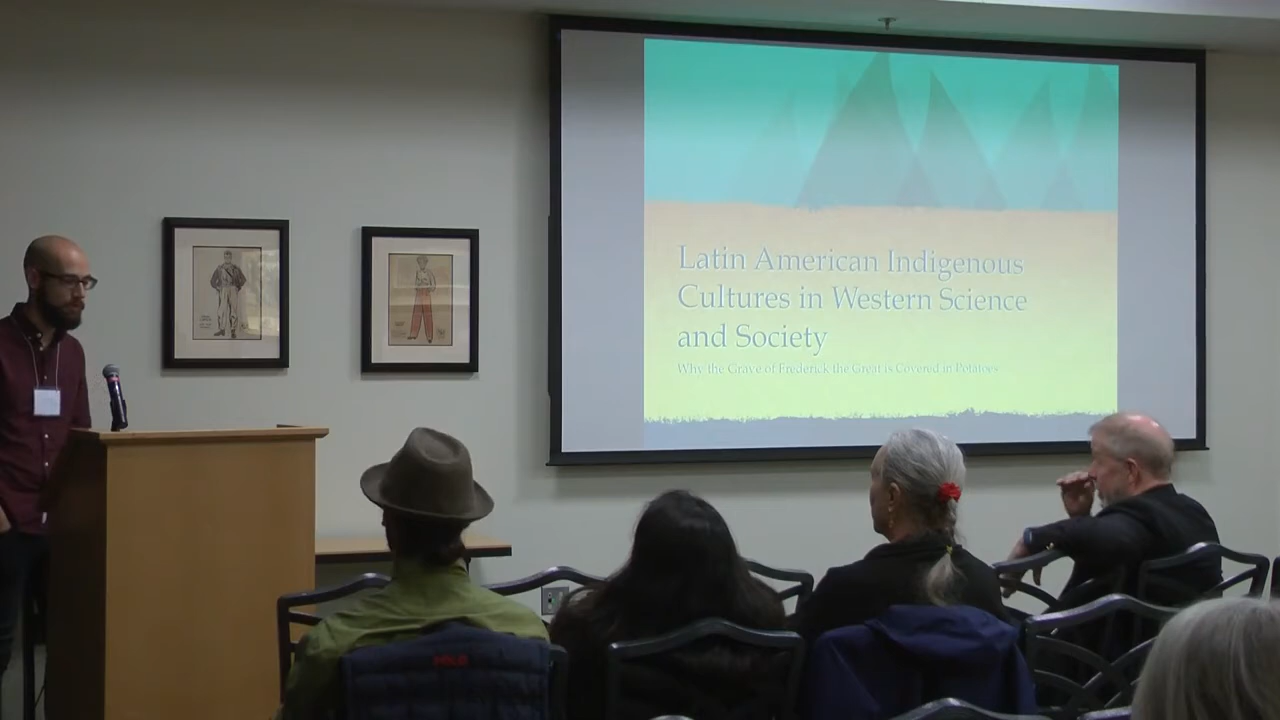 Latin American Indigenous
Cultures in Western Science
and Society
Why the Grave of Frederick the Great is Covered in Potatoes
POLO